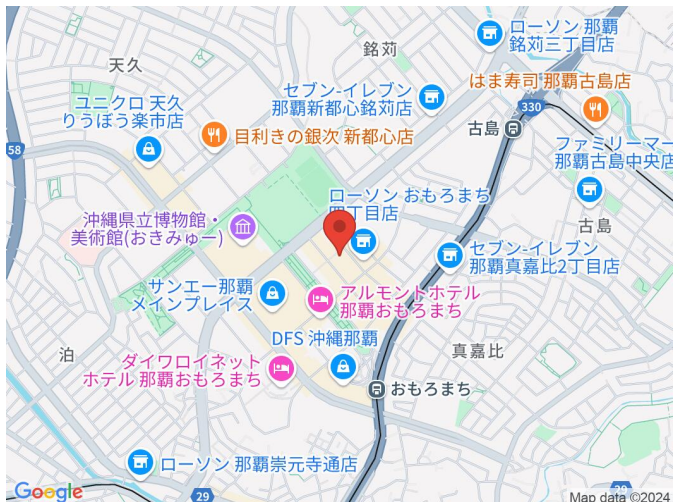 ローソン 那覇
銘苅三丁目店
銘苅
天久
セブン-イレブン
那覇新都心銘苅店
はま寿司 那覇古島店
330
ユニクロ 天久
りうぼう楽市店
目利きの銀次 新都心店
古島
58
ファミリーマー
那覇古島中央店
ローソン おもろまち
四丁目店
沖縄県立博物館・
美術館(おきみゅー)
古島
セブン-イレブン
那覇真嘉比2丁目店
サンエー那覇
メインプレイス
アルモントホテル
那覇おもろまち
DFS 沖縄那覇
真嘉比
泊
ダイワロイネット
ホテル 那覇おもろまち
おもろまち
ローソン 那覇崇元寺通店
29
29
Google
Map data ©2024